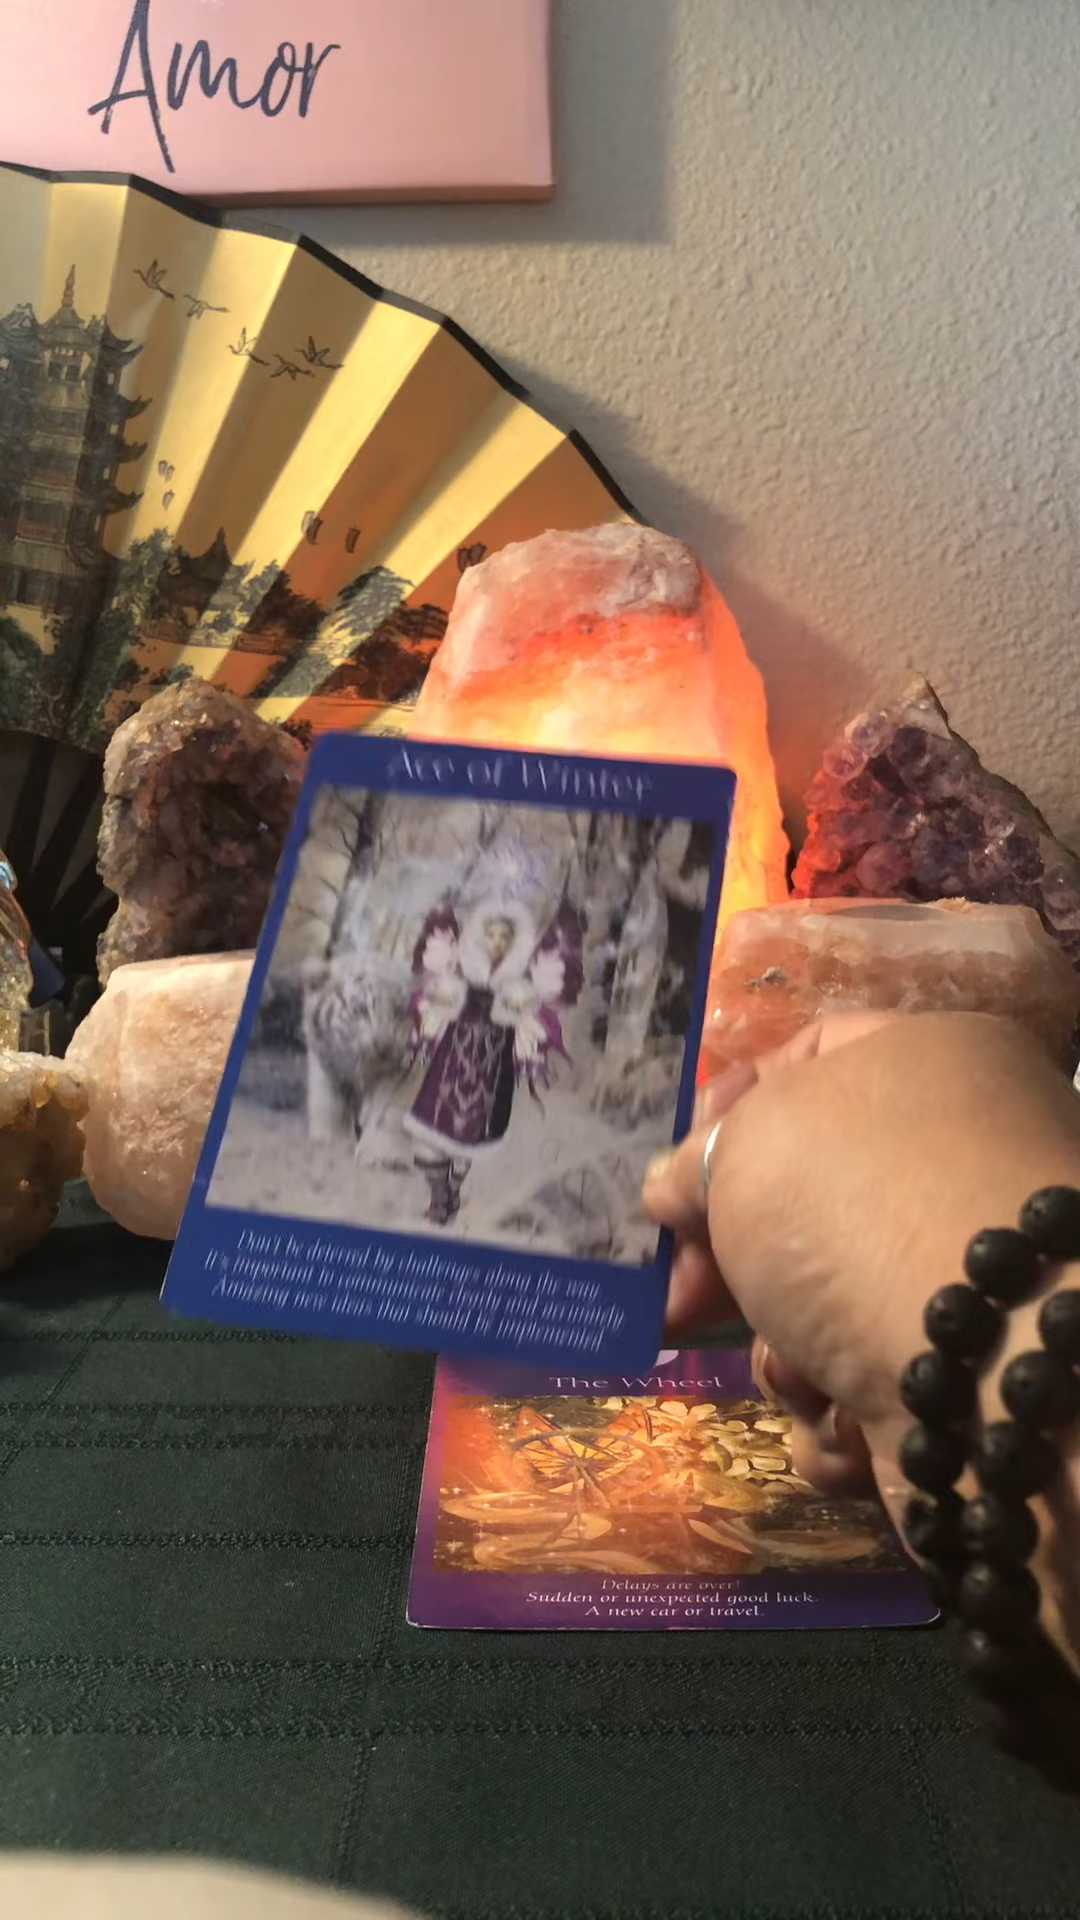 Amor
Ace of Winter
Don't be deterred by challenges along the way.
It's important to communicate clearly and accurately
Amazing new ideas that should be implemented
The Wheel
Delays are over!
Sudden or unexpected good luck.
A new car or travel.